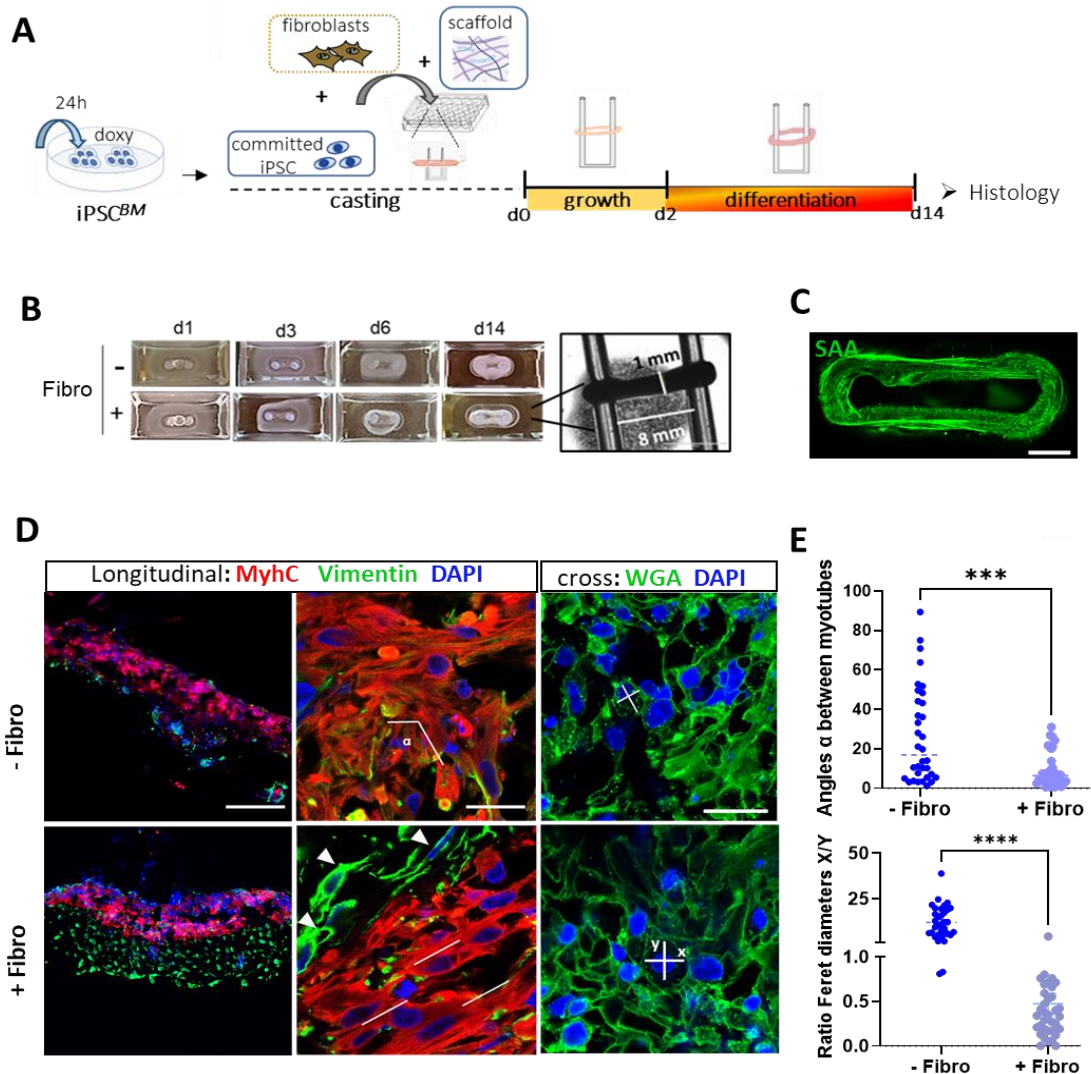 A
fibroblasts
+
scaffold
+
24h
doxy
committed
iPSC
iPSCBM
casting
d0
growth
d2
differentiation
d14
Histology
B
d1
d3
d6
d14
Fibro
-
+
1 mm
8 mm
C
SAA
D
Longitudinal: MyhC Vimentin DAPI
cross: WGA DAPI
- Fibro
α
+ Fibro
y
x
E
Angles α between myotubes
100
80
60
40
20
0
***
- Fibro
+ Fibro
Ratio Feret diameters X/Y
50
25
1.0
0.5
0.0
****
- Fibro
+ Fibro